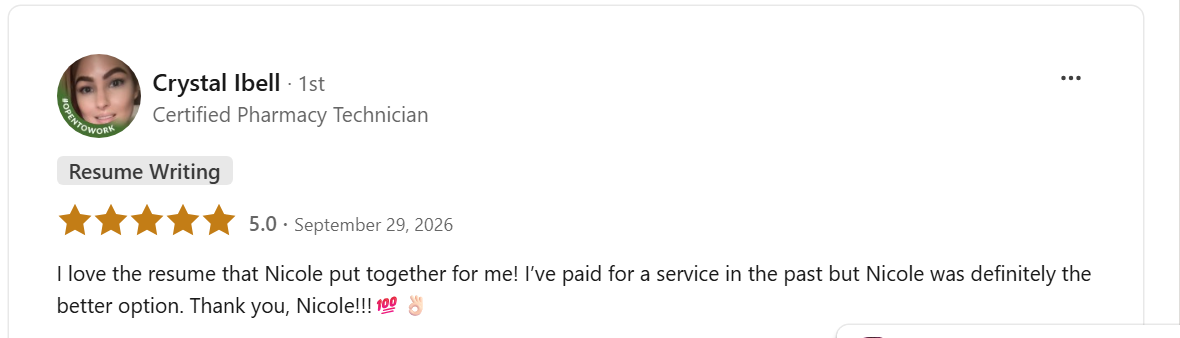 Crystal Ibell · 1st
Certified Pharmacy Technician
#OPENTOWORK
Resume Writing
5.0 · September 29, 2026
I love the resume that Nicole put together for me! I’ve paid for a service in the past but Nicole was definitely the
better option. Thank you, Nicole!!! 💯 👌🏻